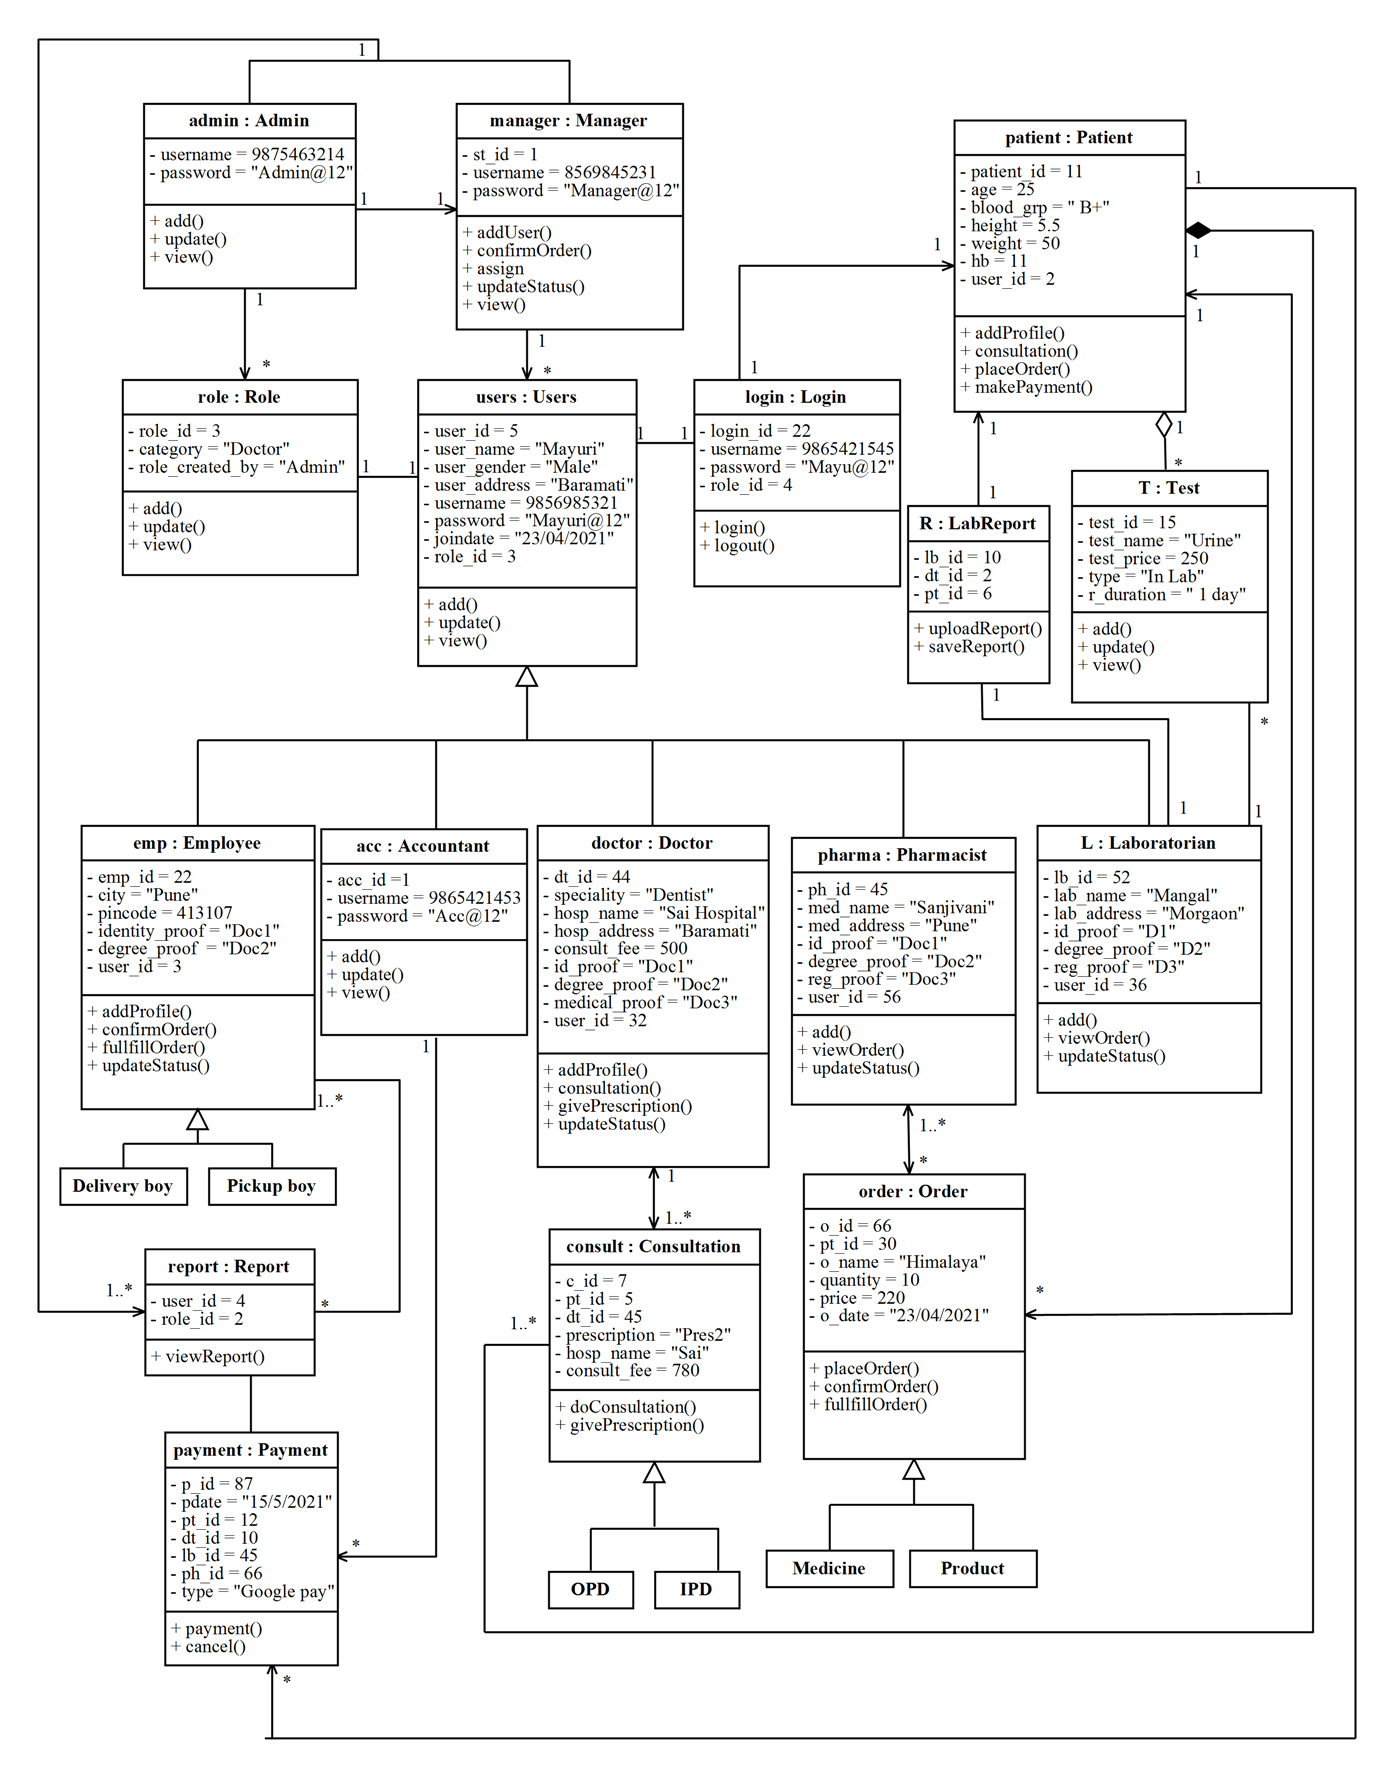 1
admin : Admin
- username = 9875463214
- password = "Admin@12"
+ add()
+ update()
+ view()
1
1
1
*
manager : Manager
- st_id = 1
- username = 8569845231
- password = "Manager@12"
+ addUser()
+ confirmOrder()
+ assign
+ updateStatus()
+ view()
1
*
patient : Patient
- patient_id = 11
- age = 25
- blood_grp = " B+"
- height = 5.5
- weight = 50
- hb = 11
- user_id = 2
+ addProfile()
+ consultation()
+ placeOrder()
+ makePayment()
1
1
1
1
1
1
1
*
role : Role
- role_id = 3
- category = "Doctor"
- role_created_by = "Admin"
+ add()
+ update()
+ view()
1
1
users : Users
- user_id = 5
- user_name = "Mayuri"
- user_gender = "Male"
- user_address = "Baramati"
- username = 9856985321
- password = "Mayuri@12"
- joindate = "23/04/2021"
- role_id = 3
+ add()
+ update()
+ view()
1
1
login : Login
- login_id = 22
- username = 9865421545
- password = "Mayu@12"
- role_id = 4
+ login()
+ logout()
1
R : LabReport
- lb_id = 10
- dt_id = 2
- pt_id = 6
+ uploadReport()
+ saveReport()
1
T : Test
- test_id = 15
- test_name = "Urine"
- test_price = 250
- type = "In Lab"
- r_duration = " 1 day"
+ add()
+ update()
+ view()
*
1
1
emp : Employee
- emp_id = 22
- city = "Pune"
- pincode = 413107
- identity_proof = "Doc1"
- degree_proof = "Doc2"
- user_id = 3
+ addProfile()
+ confirmOrder()
+ fullfillOrder()
+ updateStatus()
1..*
acc : Accountant
- acc_id =1
- username = 9865421453
- password = "Acc@12"
+ add()
+ update()
+ view()
1
doctor : Doctor
- dt_id = 44
- speciality = "Dentist"
- hosp_name = "Sai Hospital"
- hosp_address = "Baramati"
- consult_fee = 500
- id_proof = "Doc1"
- degree_proof = "Doc2"
- medical_proof = "Doc3"
- user_id = 32
+ addProfile()
+ consultation()
+ givePrescription()
+ updateStatus()
1
1..*
pharma : Pharmacist
- ph_id = 45
- med_name = "Sanjivani"
- med_address = "Pune"
- id_proof = "Doc1"
- degree_proof = "Doc2"
- reg_proof = "Doc3"
- user_id = 56
+ add()
+ viewOrder()
+ updateStatus()
1..*
*
L : Laboratorian
- lb_id = 52
- lab_name = "Mangal"
- lab_address = "Morgaon"
- id_proof = "D1"
- degree_proof = "D2"
- reg_proof = "D3"
- user_id = 36
+ add()
+ viewOrder()
+ updateStatus()
Delivery boy
Pickup boy
report : Report
- user_id = 4
- role_id = 2
+ viewReport()
1..*
*
consult : Consultation
- c_id = 7
- pt_id = 5
- dt_id = 45
- prescription = "Pres2"
- hosp_name = "Sai"
- consult_fee = 780
+ doConsultation()
+ givePrescription()
1..*
order : Order
- o_id = 66
- pt_id = 30
- o_name = "Himalaya"
- quantity = 10
- price = 220
- o_date = "23/04/2021"
+ placeOrder()
+ confirmOrder()
+ fullfillOrder()
*
payment : Payment
- p_id = 87
- pdate = "15/5/2021"
- pt_id = 12
- dt_id = 10
- lb_id = 45
- ph_id = 66
- type = "Google pay"
+ payment()
+ cancel()
*
*
OPD
IPD
Medicine
Product